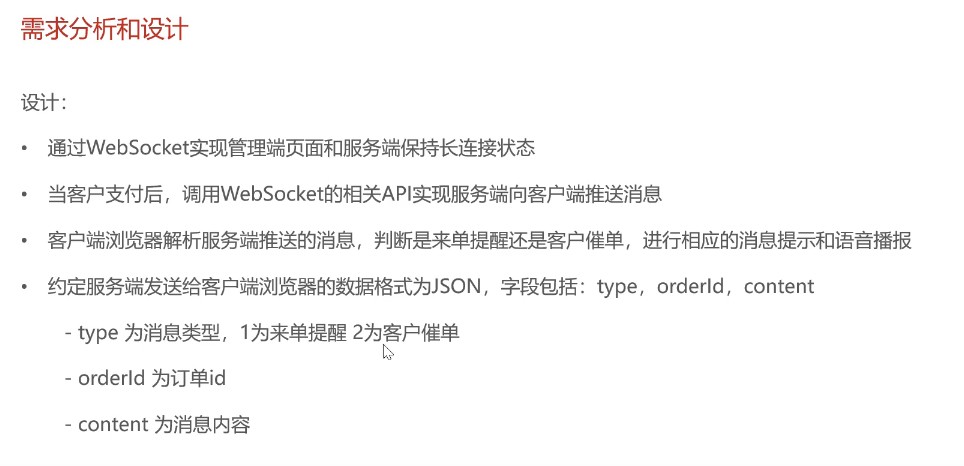 需求分析和设计
设计：
• 通过WebSocket实现管理端页面和服务端保持长连接状态
• 当客户支付后，调用WebSocket的相关API实现服务端向客户端推送消息
• 客户端浏览器解析服务端推送的消息，判断是来单提醒还是客户催单，进行相应的消息提示和语音播报
• 约定服务端发送给客户端浏览器的数据格式为JSON，字段包括：type，orderId，content
- type 为消息类型，1为来单提醒 2为客户催单
- orderId 为订单id
- content 为消息内容